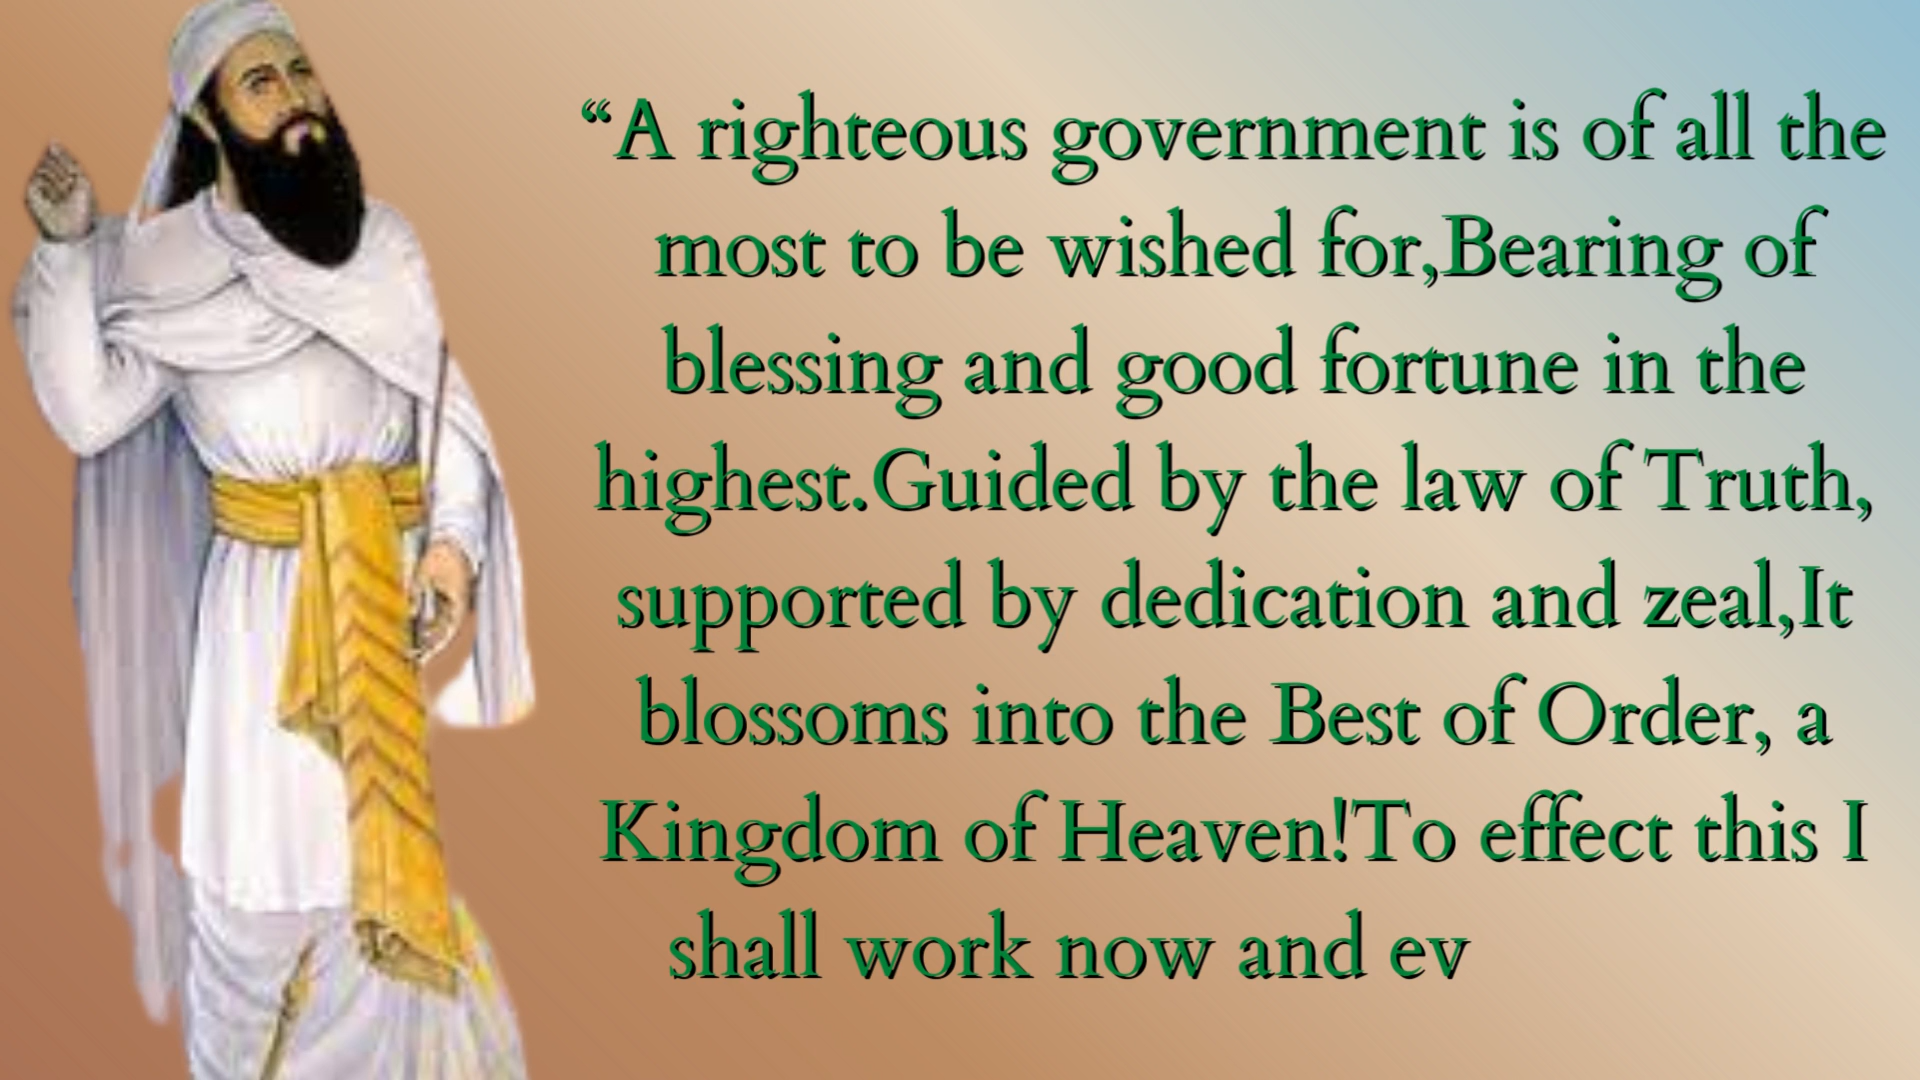 “A righteous government is of all the
most to be wished for,Bearing of
blessing and good fortune in the
highest.Guided by the law of Truth,
supported by dedication and zeal,It
blossoms into the Best of Order, a
Kingdom of Heaven!To effect this I
shall work now and ev